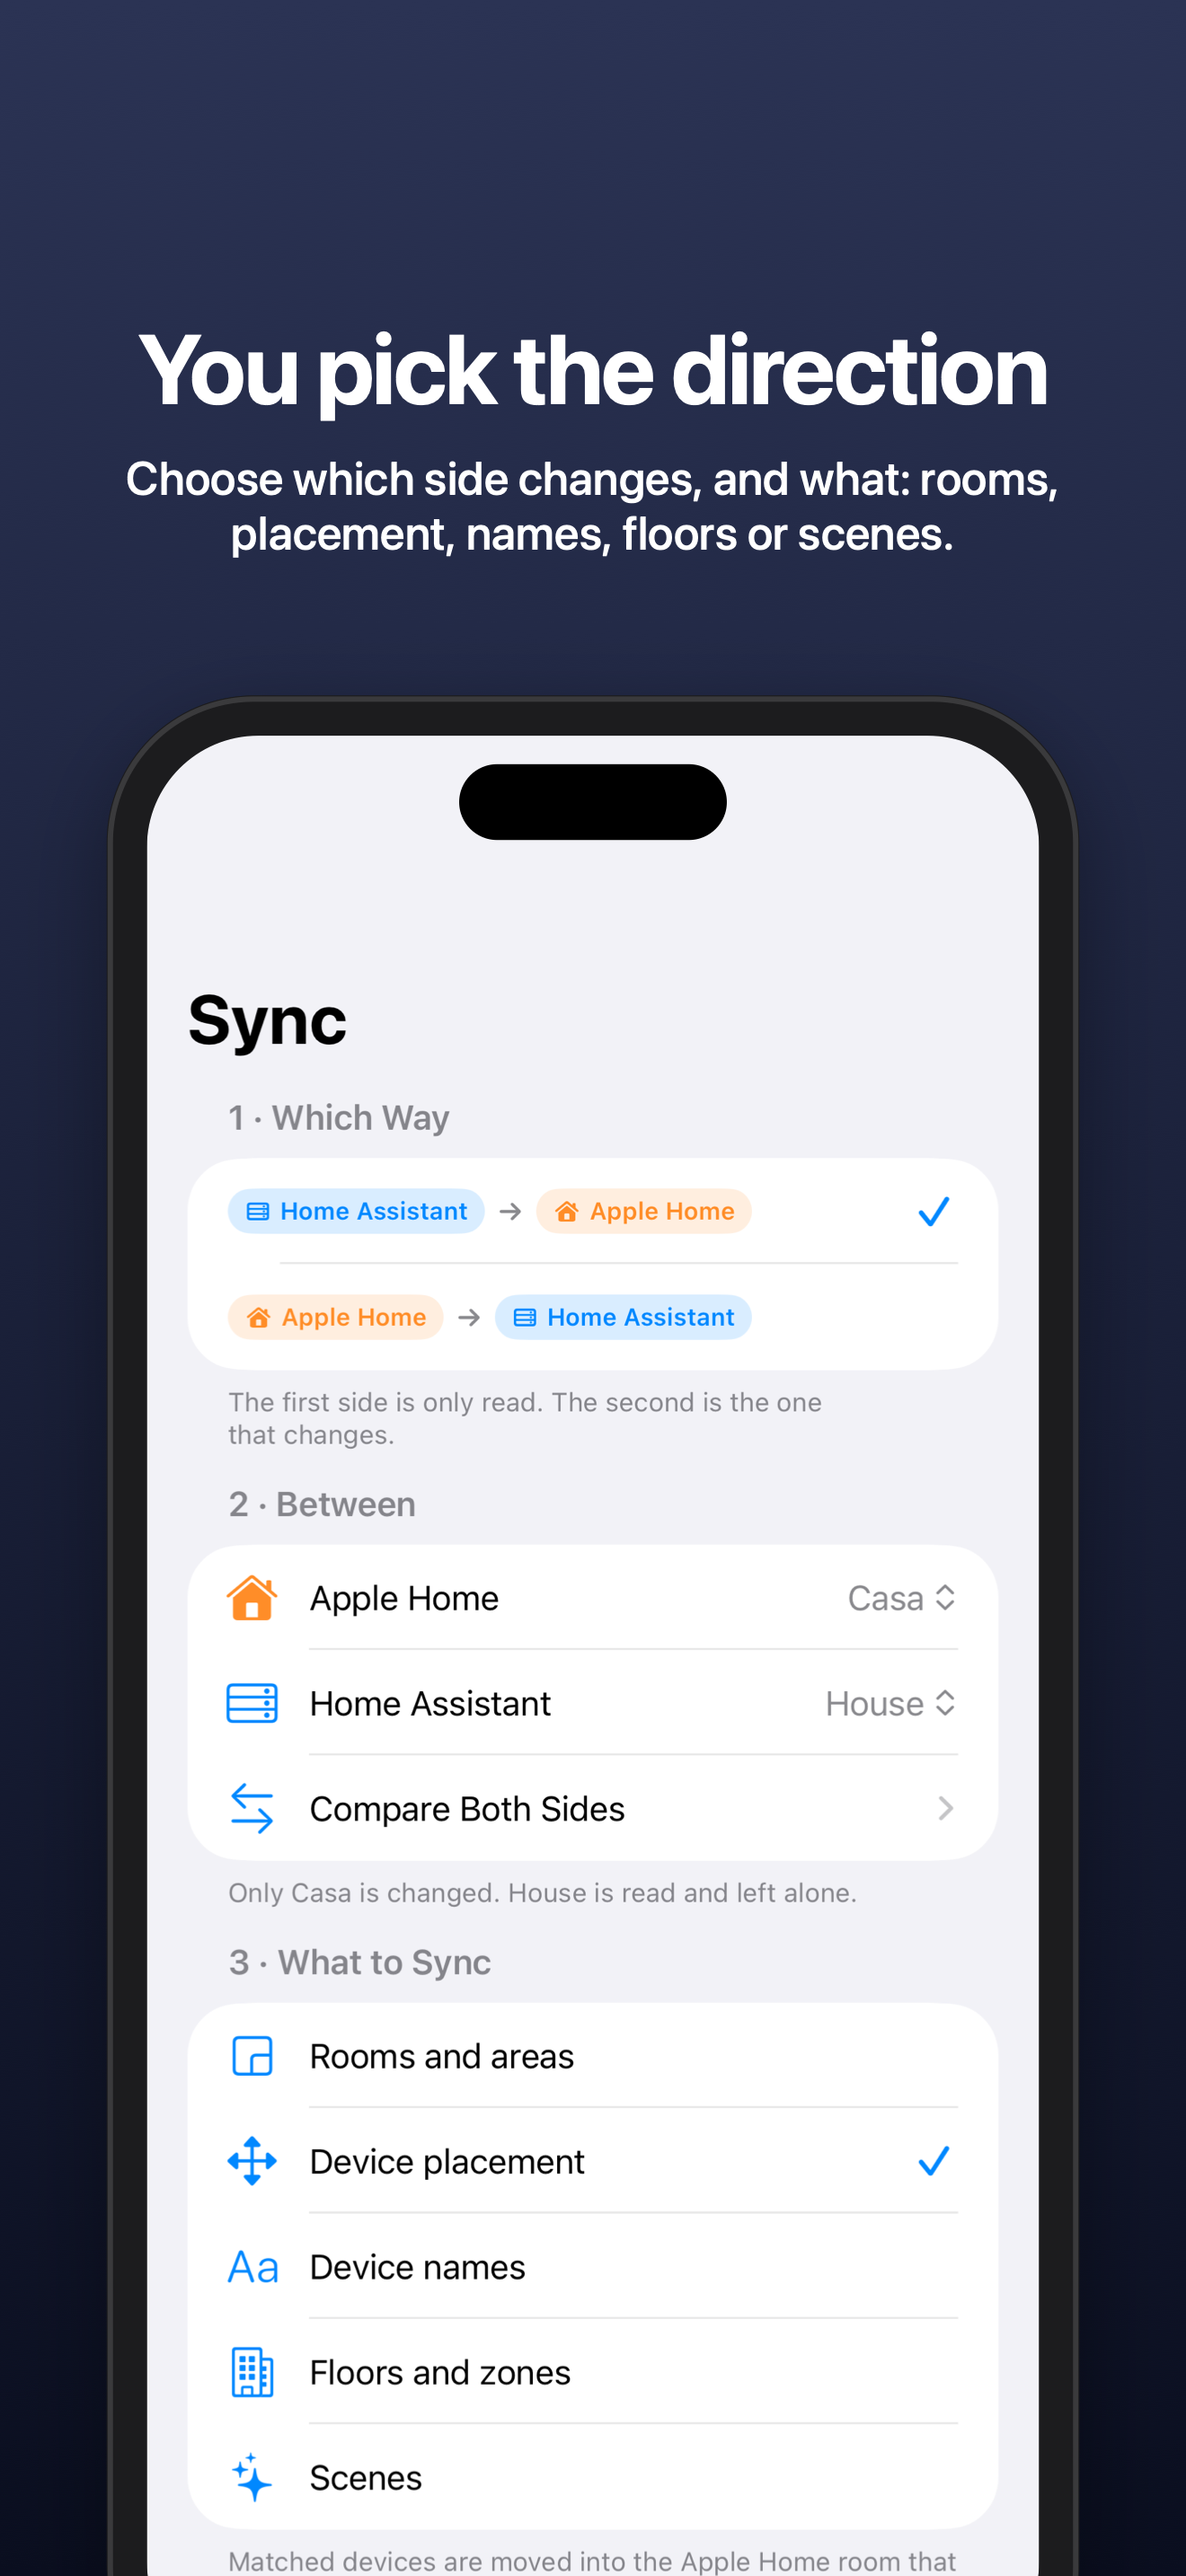 You pick the direction
Choose which side changes, and what: rooms,
placement, names, floors or scenes.
Sync
1 · Which Way
Home Assistant → Apple Home
Apple Home → Home Assistant
The first side is only read. The second is the one
that changes.
2 · Between
Apple Home Casa
Home Assistant House
Compare Both Sides
Only Casa is changed. House is read and left alone.
3 · What to Sync
Rooms and areas
Device placement
Aa Device names
Floors and zones
Scenes
Matched devices are moved into the Apple Home room that